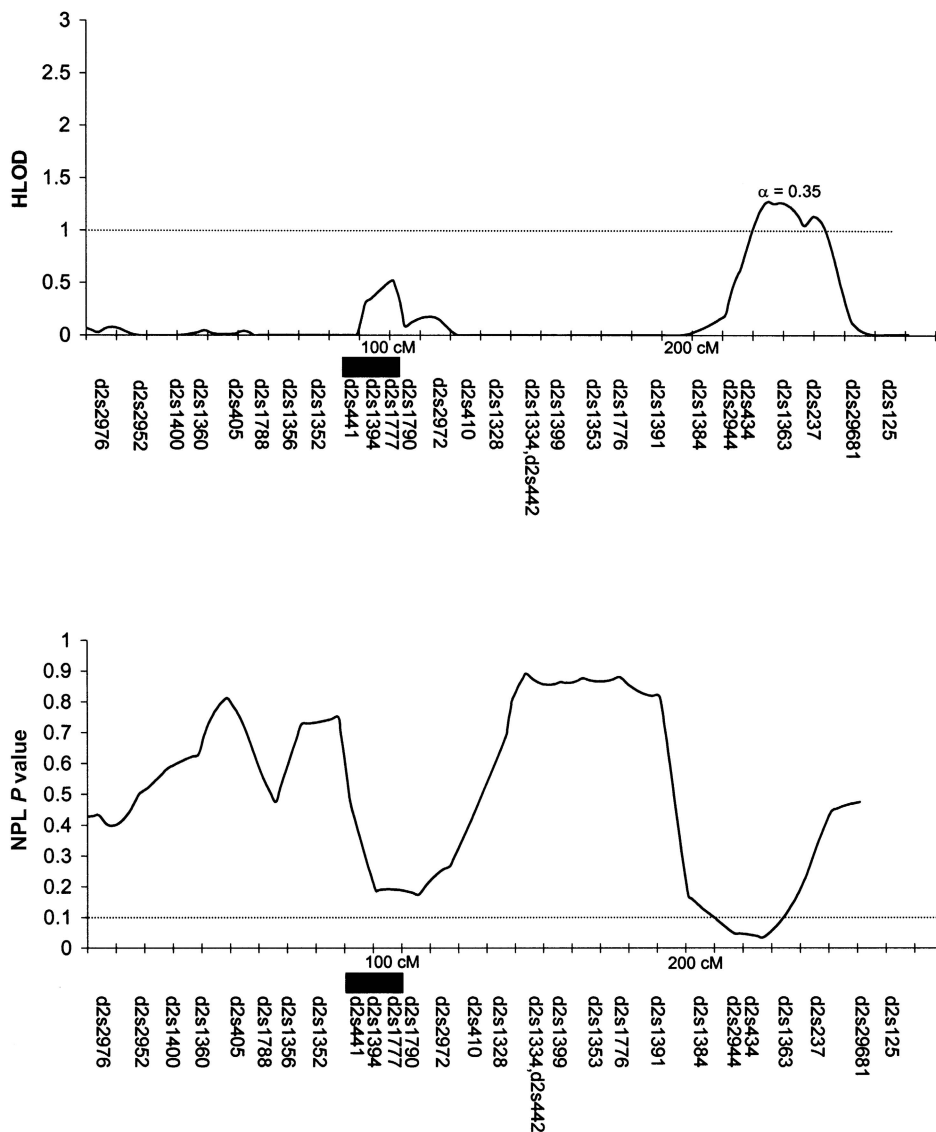 3
2.5
2
1.5
1
0.5
0
HLOD
α = 0.35
100 cM
200 cM
d2s2976
d2s2952
d2s1400
d2s1360
d2s405
d2s1788
d2s1356
d2s1352
d2s441
d2s1394
d2s1777
d2s1790
d2s2972
d2s410
d2s1328
d2s1334,d2s442
d2s1399
d2s1353
d2s1776
d2s1391
d2s1384
d2s2944
d2s434
d2s1363
d2s237
d2s29681
d2s1125
1
0.9
0.8
0.7
0.6
0.5
0.4
0.3
0.2
0.1
0
NPL P value
100 cM
200 cM
d2s2976
d2s2952
d2s1400
d2s1360
d2s405
d2s1788
d2s1356
d2s1352
d2s441
d2s1394
d2s1777
d2s1790
d2s2972
d2s410
d2s1328
d2s1334,d2s442
d2s1399
d2s1353
d2s1776
d2s1391
d2s1384
d2s2944
d2s434
d2s1363
d2s237
d2s29681
d2s1125